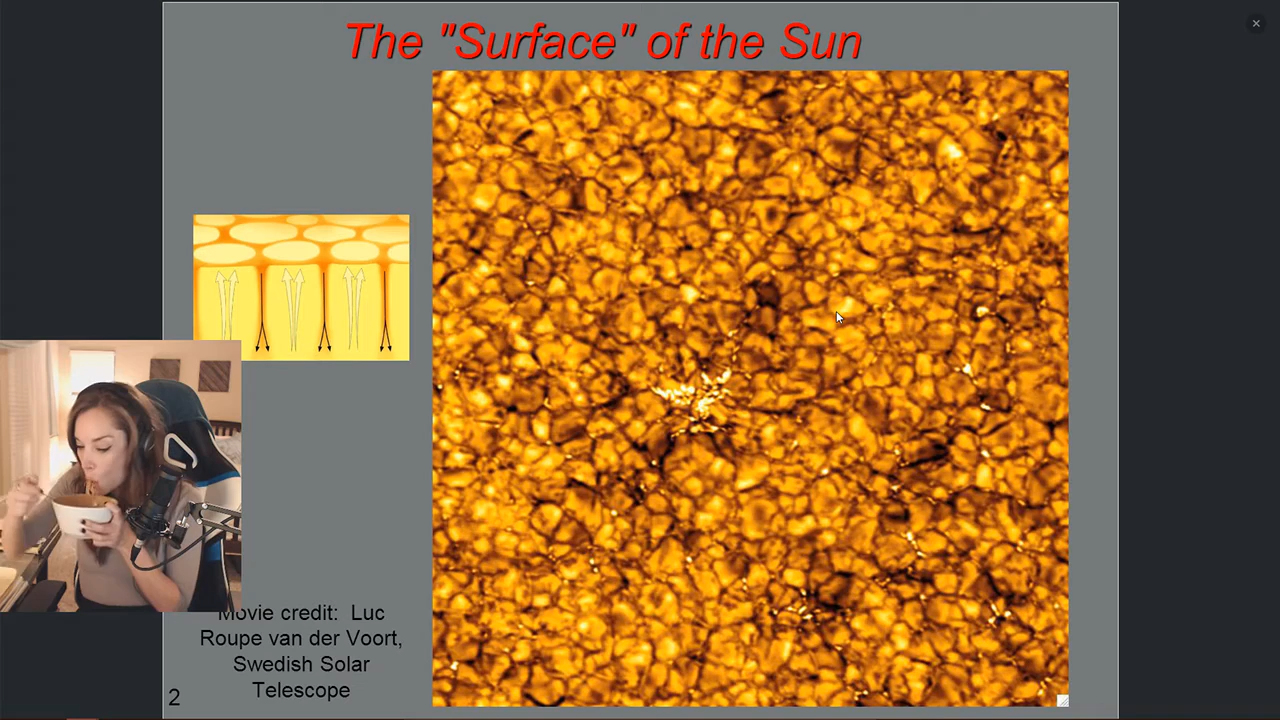 The "Surface" of the Sun
Movie credit: Luc
Roupe van der Voort,
Swedish Solar
Telescope
2